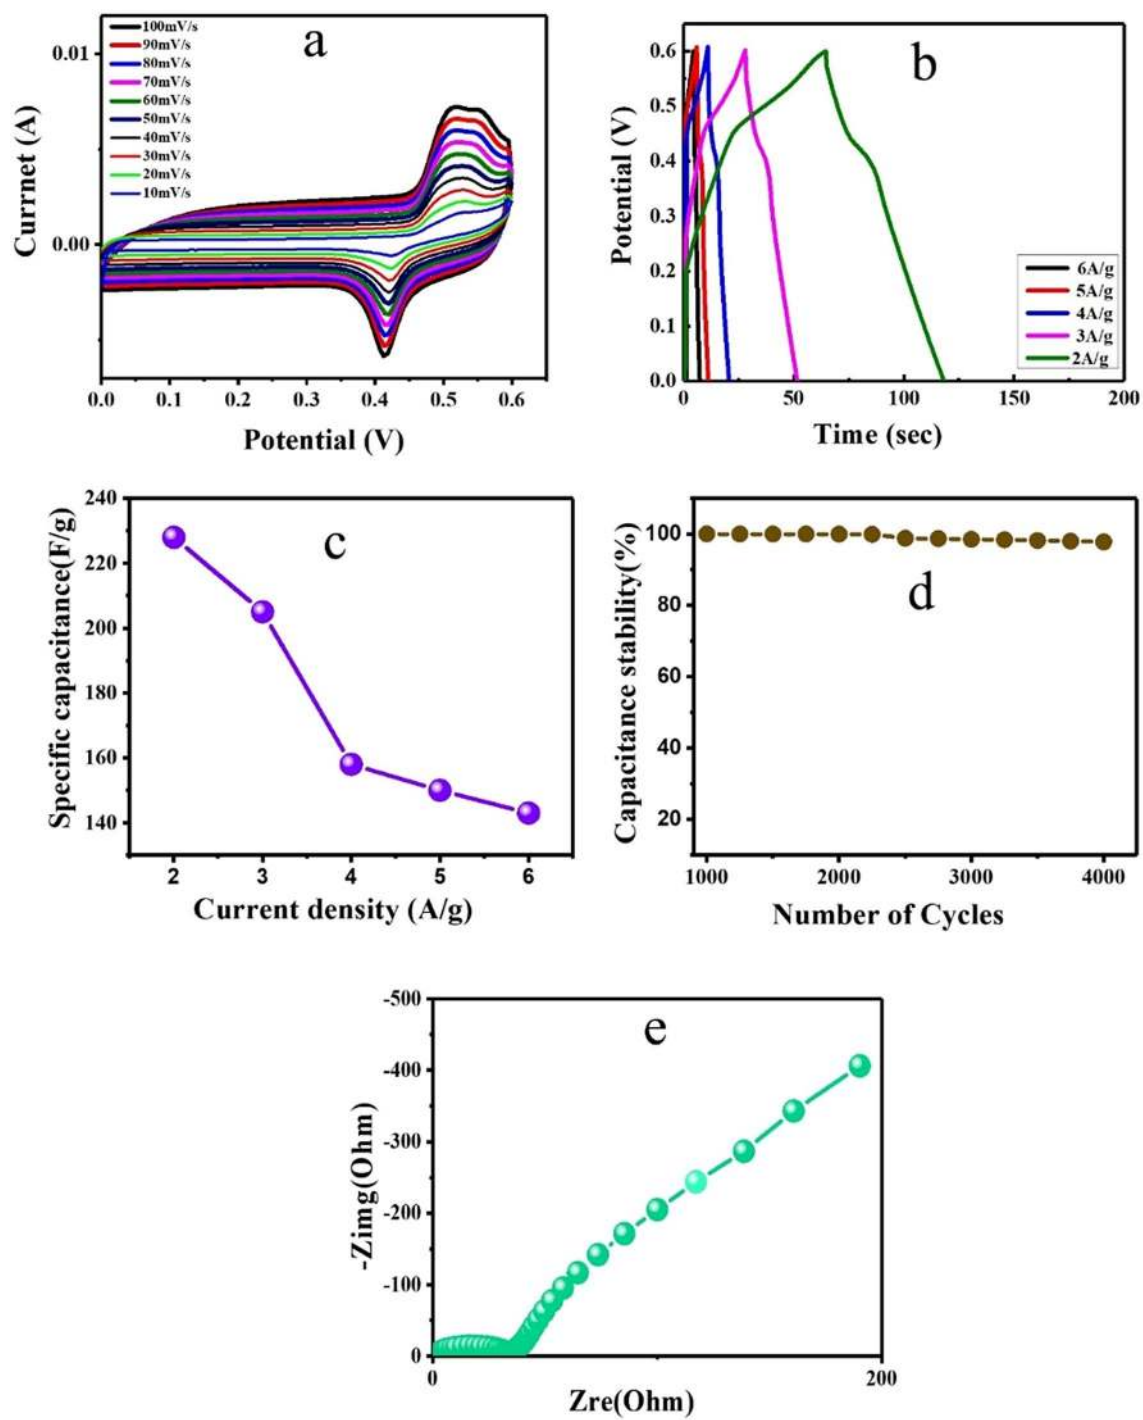 a
100mV/s
90mV/s
80mV/s
70mV/s
60mV/s
50mV/s
40mV/s
30mV/s
20mV/s
10mV/s
0.01
0.00
Currnet (A)
0.0 0.1 0.2 0.3 0.4 0.5 0.6
Potential (V)
b
0.6
0.5
0.4
0.3
0.2
0.1
0.0
Potential (V)
6A/g
5A/g
4A/g
3A/g
2A/g
0 50 100 150 200
Time (sec)
c
240
220
200
180
160
140
Specific capacitance(F/g)
2 3 4 5 6
Current density (A/g)
d
100
80
60
40
20
Capacitance stability(%)
1000 2000 3000 4000
Number of Cycles
e
-500
-400
-300
-200
-100
0
-Zimg(Ohm)
0 200
Zre(Ohm)